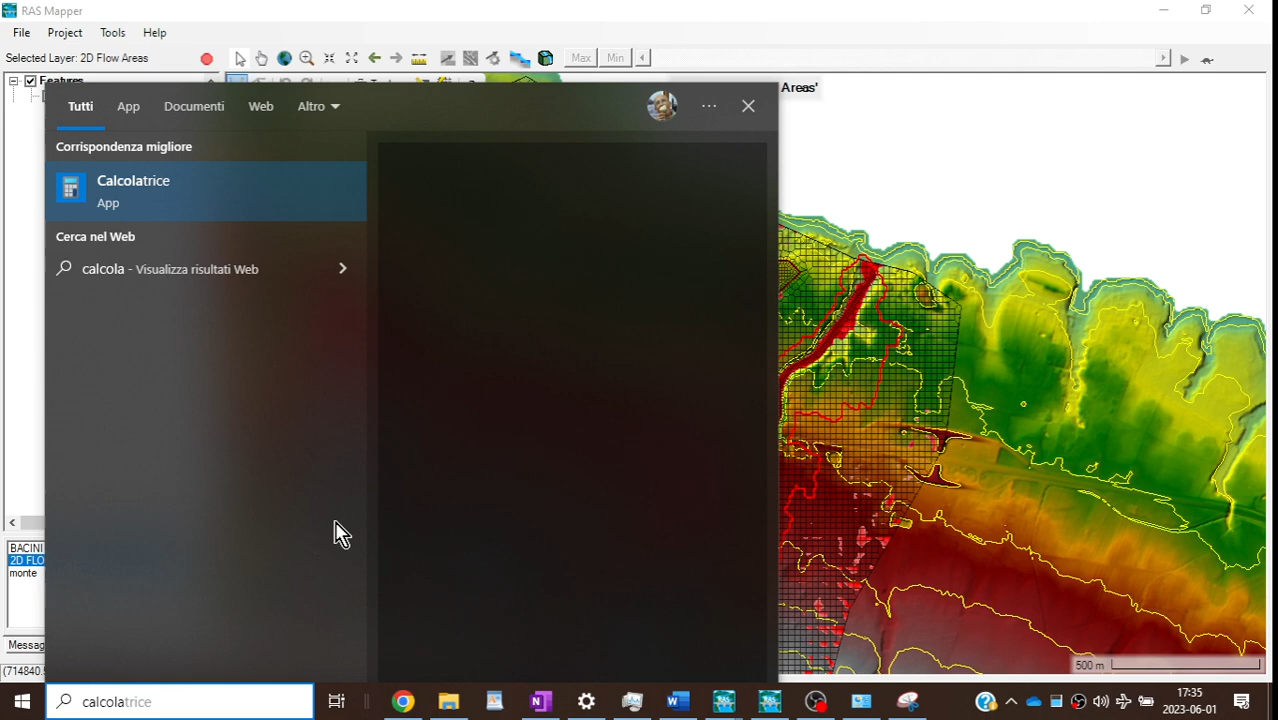 RAS Mapper
File Project Tools Help
Selected Layer: 2D Flow Areas
Max Min
Features
Areas'
Tutti App Documenti Web Altro
Corrispondenza migliore
Calcolatrice
App
Cerca nel Web
calcola - Visualizza risultati Web
BACINI
2D FLO
monte
Messag
(714840.
500 m
calcolatrice
17:35
2023-06-01